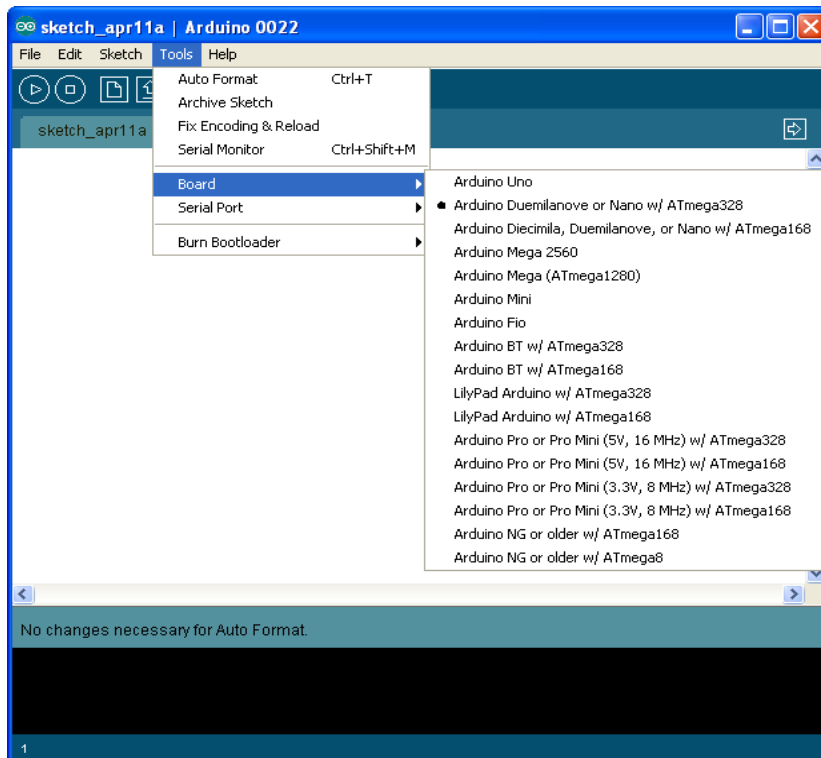 sketch_apr11a | Arduino 0022
File Edit Sketch Tools Help
sketch_apr11a
Auto Format Ctrl+T
Archive Sketch
Fix Encoding & Reload
Serial Monitor Ctrl+Shift+M
Board
Serial Port
Burn Bootloader
Arduino Uno
Arduino Duemilanove or Nano w/ ATmega328
Arduino Diecimila, Duemilanove, or Nano w/ ATmega168
Arduino Mega 2560
Arduino Mega (ATmega1280)
Arduino Mini
Arduino Fio
Arduino BT w/ ATmega328
Arduino BT w/ ATmega168
LilyPad Arduino w/ ATmega328
LilyPad Arduino w/ ATmega168
Arduino Pro or Pro Mini (5V, 16 MHz) w/ ATmega328
Arduino Pro or Pro Mini (5V, 16 MHz) w/ ATmega168
Arduino Pro or Pro Mini (3.3V, 8 MHz) w/ ATmega328
Arduino Pro or Pro Mini (3.3V, 8 MHz) w/ ATmega168
Arduino NG or older w/ ATmega168
Arduino NG or older w/ ATmega8
No changes necessary for Auto Format.
1